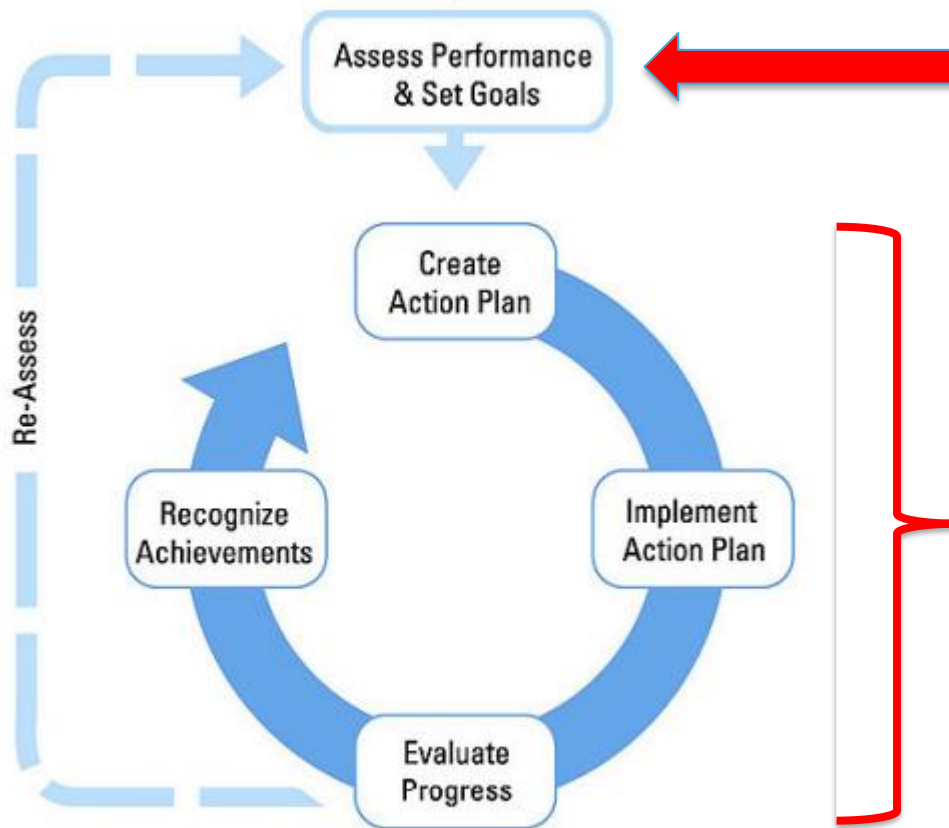 Assess Performance
& Set Goals
Create
Action Plan
Re-Assess
Recognize
Achievements
Implement
Action Plan
Evaluate
Progress